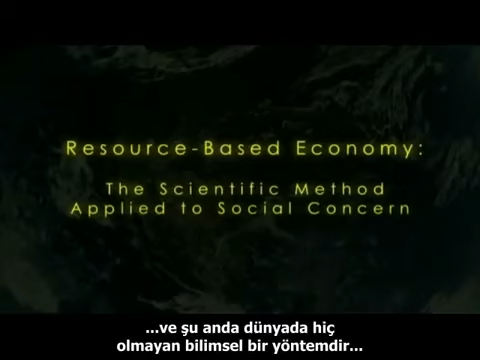 Resource-Based Economy:
The Scientific Method
Applied to Social Concern
...ve şu anda dünyada hiç
olmayan bilimsel bir yöntemdir...